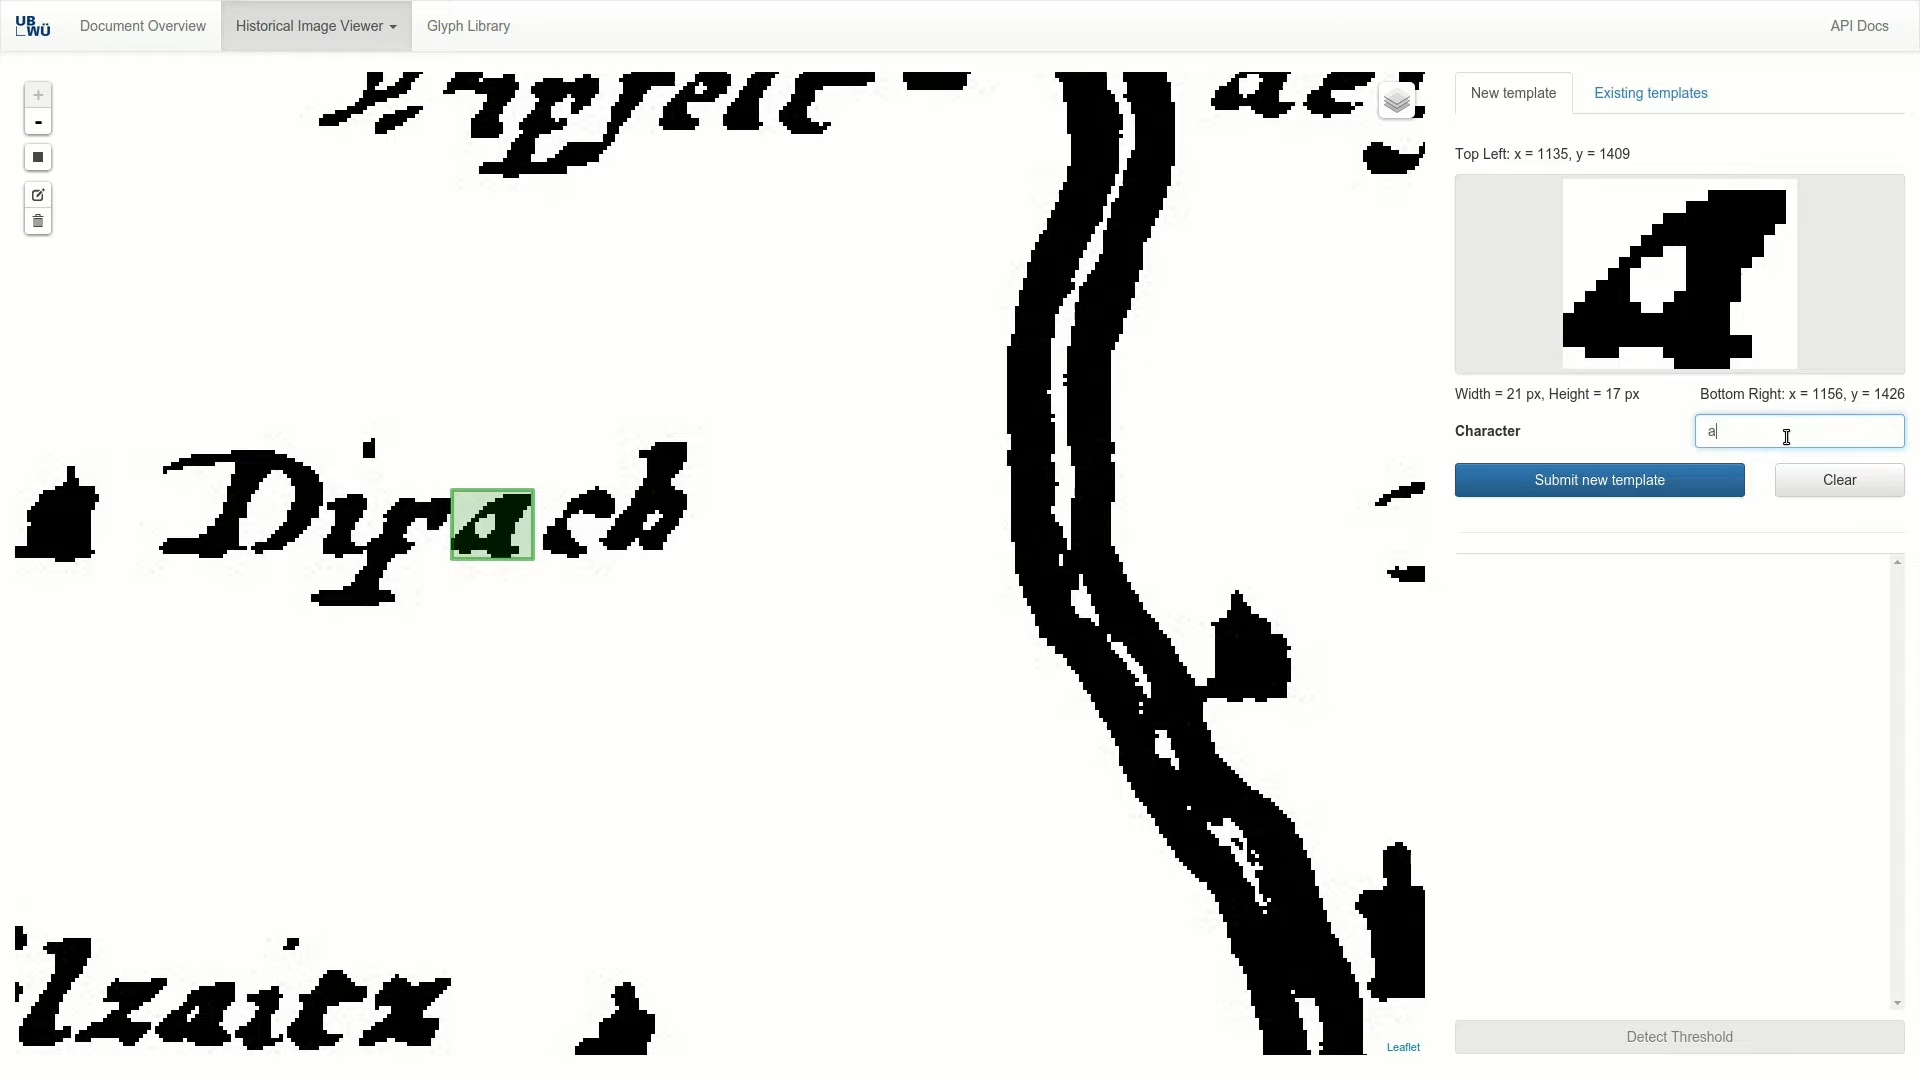 UB
WÜ
Document Overview
Historical Image Viewer
Glyph Library
API Docs
+
-
New template
Existing templates
Top Left: x = 1135, y = 1409
Width = 21 px, Height = 17 px
Bottom Right: x = 1156, y = 1426
Character
a
Submit new template
Clear
Dirach
lzaitx
Leaflet
Detect Threshold